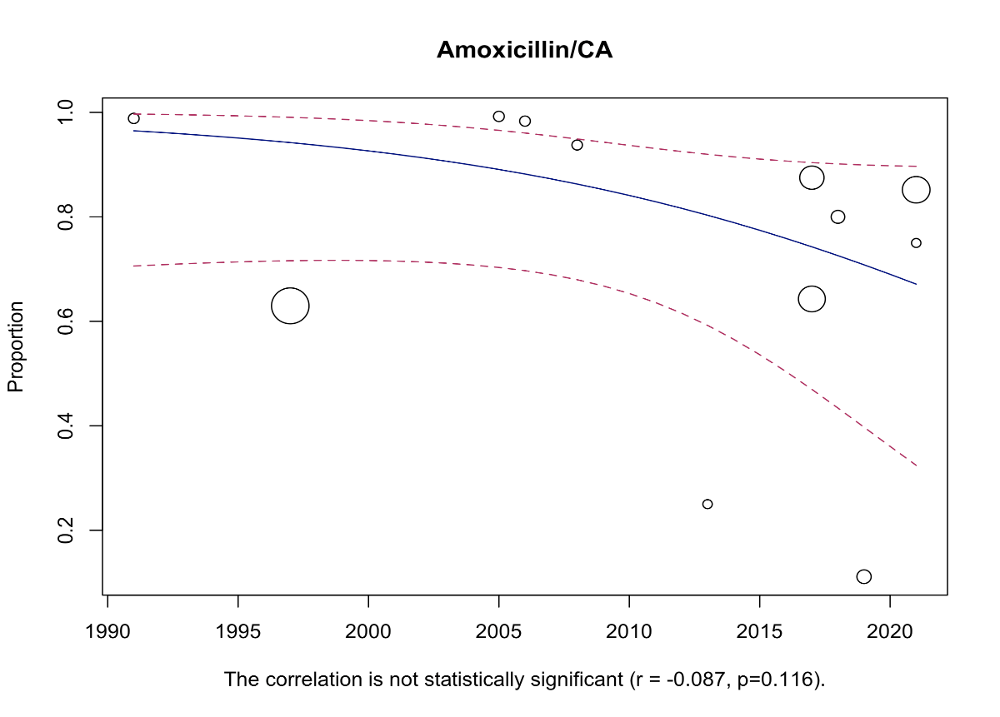 Amoxicillin/CA
Proportion
1.0
0.8
0.6
0.4
0.2
1990 1995 2000 2005 2010 2015 2020
The correlation is not statistically significant (r = -0.087, p=0.116).